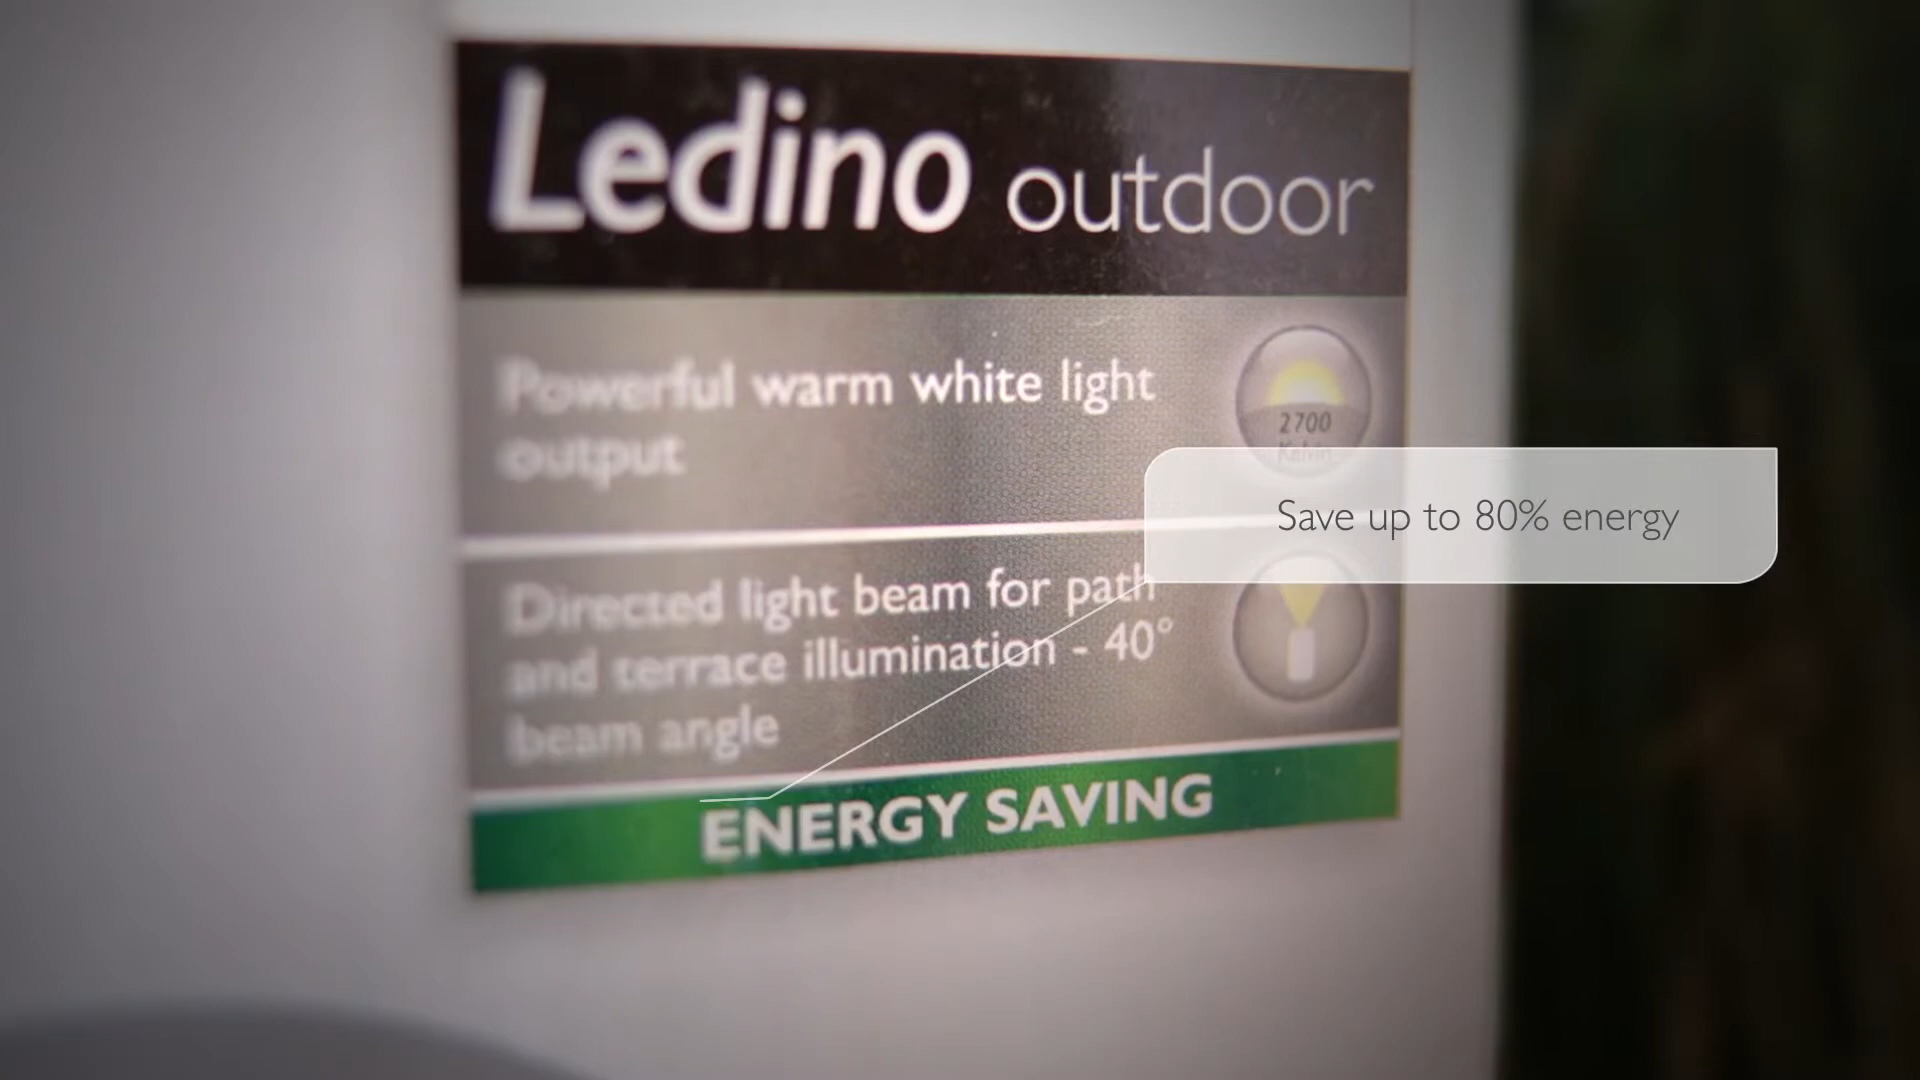 Ledino outdoor
Powerful warm white light
output
2700
Kelvin
Save up to 80% energy
Directed light beam for path
and terrace illumination - 40°
beam angle
ENERGY SAVING